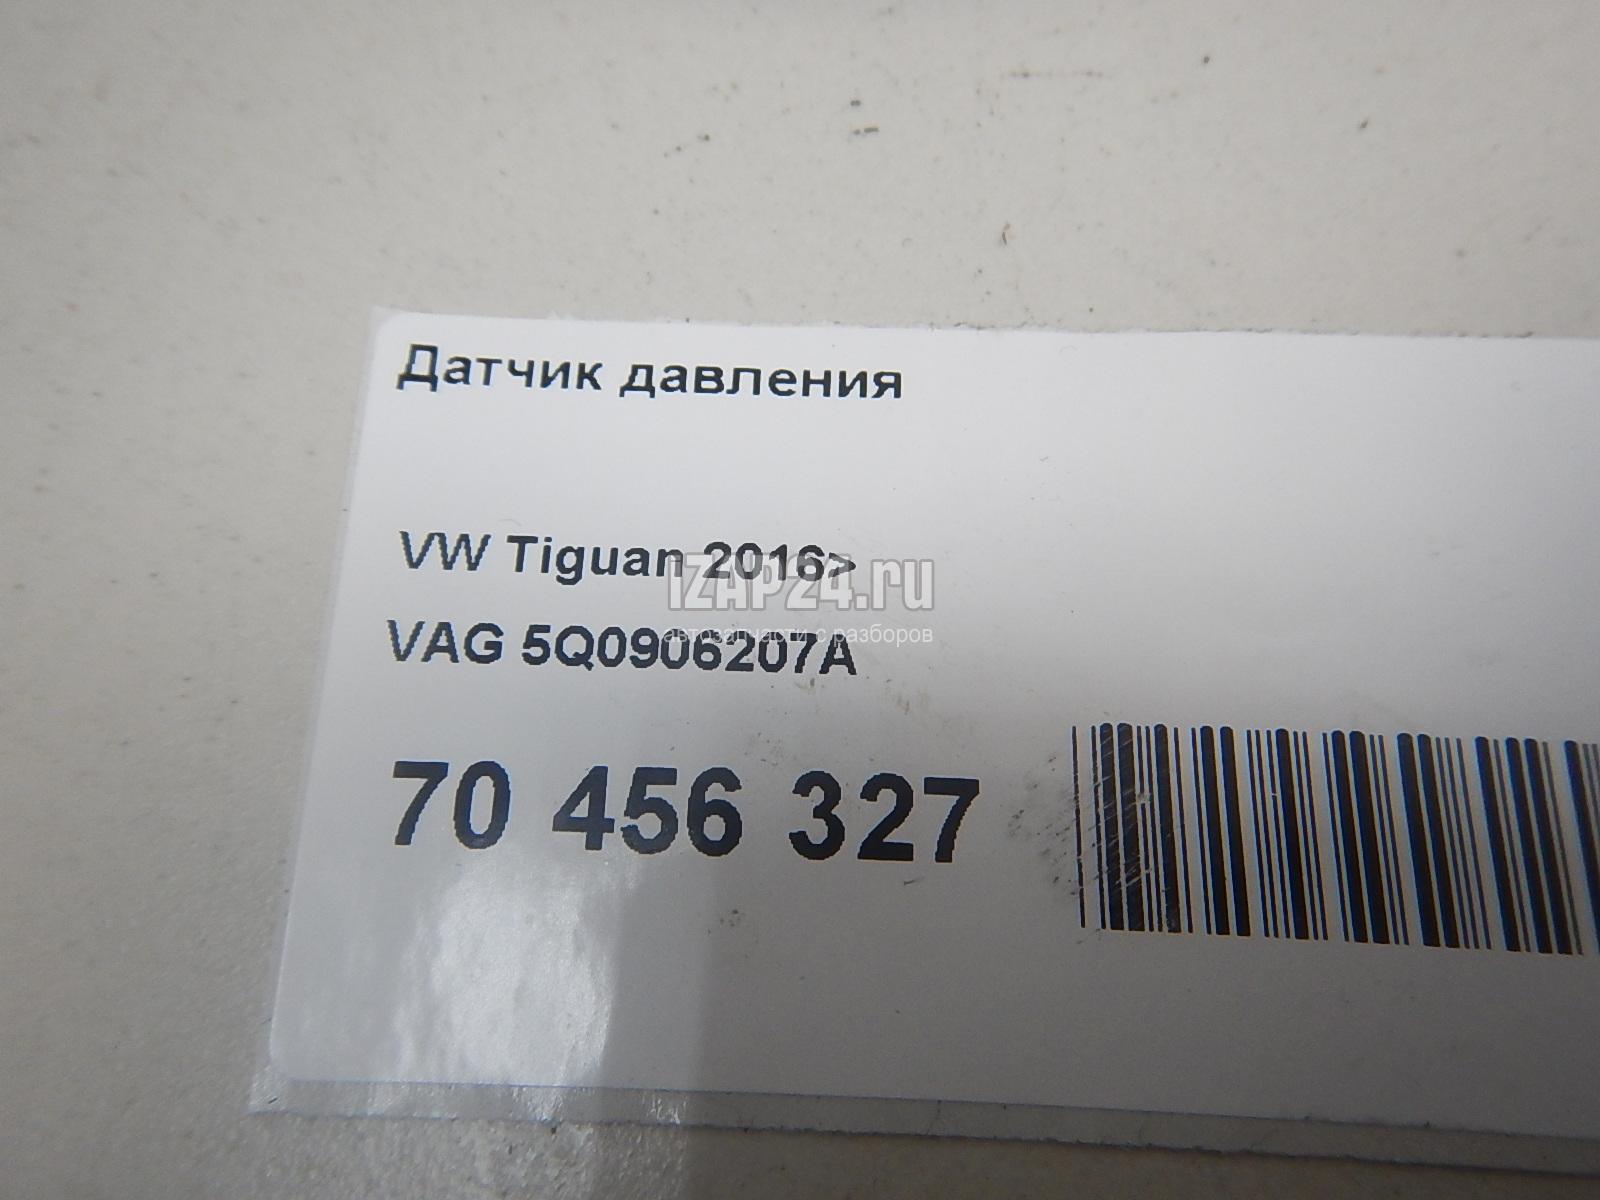 Датчик давления
VW Tiguan 2016>
iZAP24.ru
автозапчасти с разборов
VAG 5Q0906207A
70 456 327